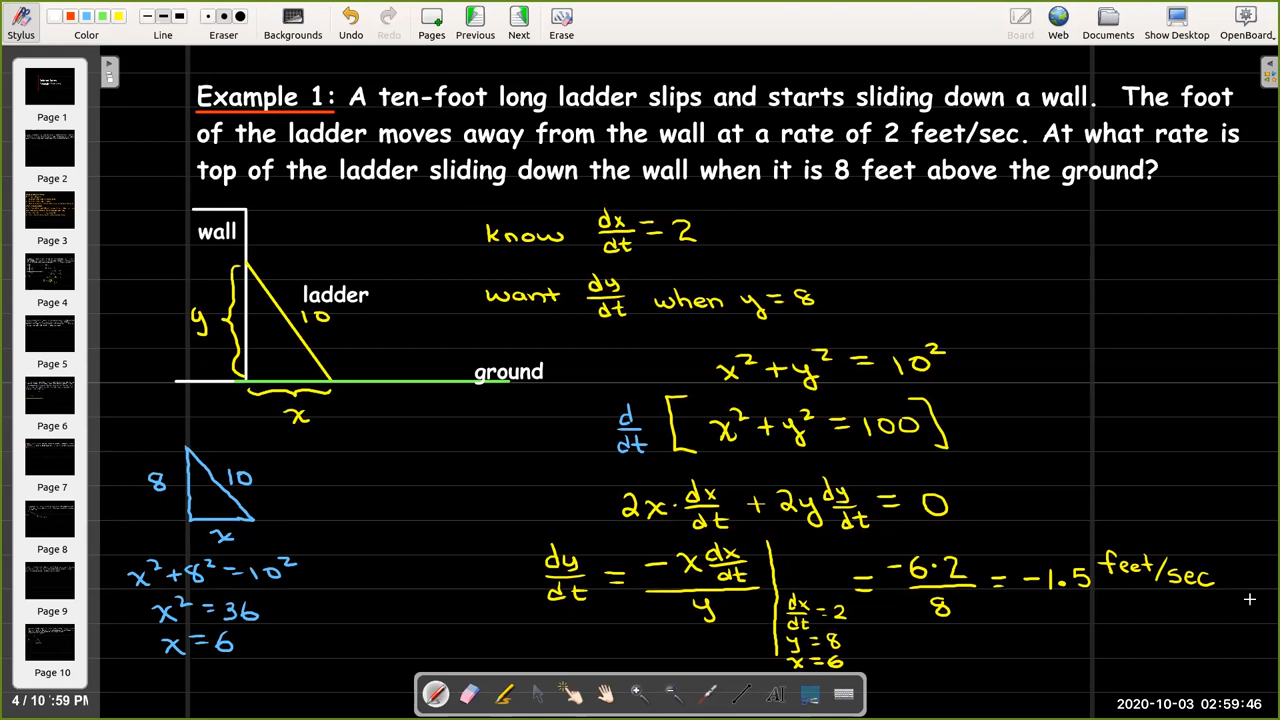 Stylus Color Line Eraser Backgrounds Undo Redo Pages Previous Next Erase Board Web Documents Show Desktop OpenBoard
Page 1
Page 2
Page 3
Page 4
Page 5
Page 6
Page 7
Page 8
Page 9
Page 10
Example 1: A ten-foot long ladder slips and starts sliding down a wall. The foot
of the ladder moves away from the wall at a rate of 2 feet/sec. At what rate is
top of the ladder sliding down the wall when it is 8 feet above the ground?
wall
ladder
10
y
ground
x
know dx/dt = 2
want dy/dt when y = 8
x² + y² = 10²
d/dt [ x² + y² = 100 ]
2x · dx/dt + 2y dy/dt = 0
dy/dt = -x dx/dt / y | dx/dt = 2 y = 8 x = 6 = -6·2 / 8 = -1.5 feet/sec
8 10
x
x² + 8² = 10²
x² = 36
x = 6
4 / 10 :59 PM
2020-10-03 02:59:46